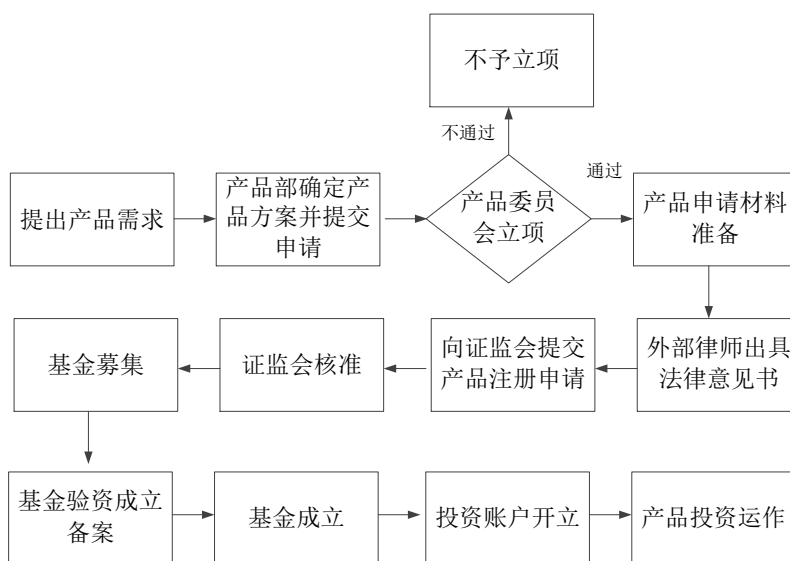 不予立项
不通过
通过
提出产品需求
产品部确定产
品方案并提交
申请
产品委员
会立项
产品申请材料
准备
基金募集
证监会核准
向证监会提交
产品注册申请
外部律师出具
法律意见书
基金验资成立
备案
基金成立
投资账户开立
产品投资运作